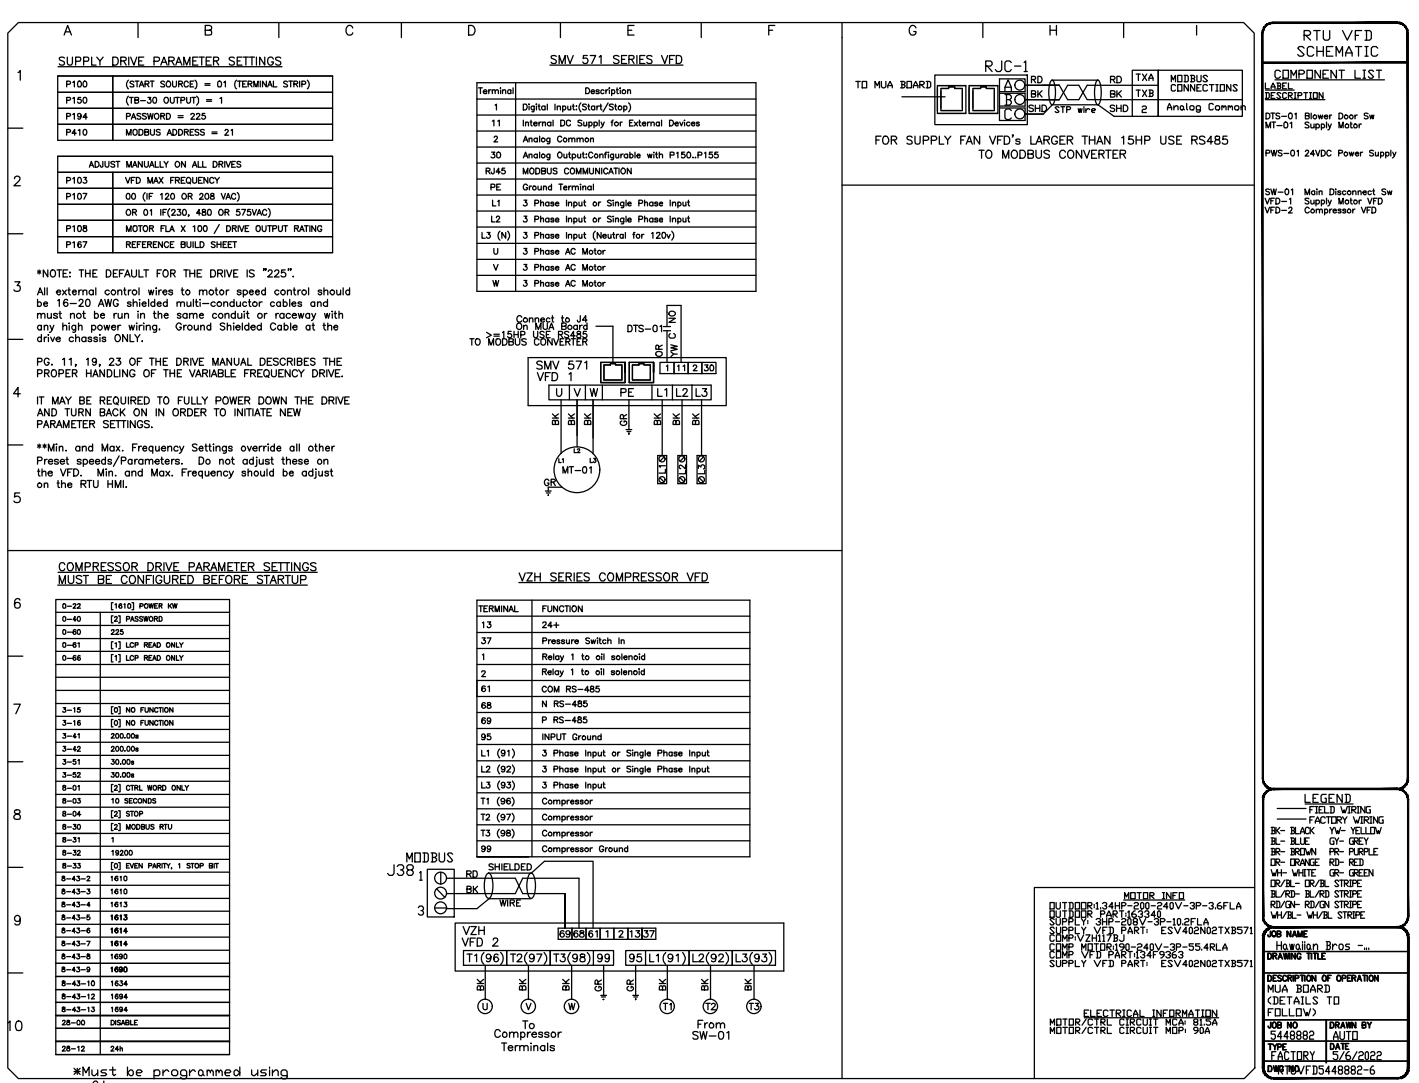 A B C D E F G H I
1
2
3
4
5
6
7
8
9
10
SUPPLY DRIVE PARAMETER SETTINGS
P100 (START SOURCE) = 01 (TERMINAL STRIP)
P150 (TB-30 OUTPUT) = 1
P194 PASSWORD = 225
P410 MODBUS ADDRESS = 21
ADJUST MANUALLY ON ALL DRIVES
P103 VFD MAX FREQUENCY
P107 00 (IF 120 OR 208 VAC)
OR 01 IF(230, 480 OR 575VAC)
P108 MOTOR FLA X 100 / DRIVE OUTPUT RATING
P167 REFERENCE BUILD SHEET
*NOTE: THE DEFAULT FOR THE DRIVE IS "225".
All external control wires to motor speed control should
be 16-20 AWG shielded multi-conductor cables and
must not be run in the same conduit or raceway with
any high power wiring. Ground Shielded Cable at the
drive chassis ONLY.
PG. 11, 19, 23 OF THE DRIVE MANUAL DESCRIBES THE
PROPER HANDLING OF THE VARIABLE FREQUENCY DRIVE.
IT MAY BE REQUIRED TO FULLY POWER DOWN THE DRIVE
AND TURN BACK ON IN ORDER TO INITIATE NEW
PARAMETER SETTINGS.
**Min. and Max. Frequency Settings override all other
Preset speeds/Parameters. Do not adjust these on
the VFD. Min. and Max. Frequency should be adjust
on the RTU HMI.
SMV 571 SERIES VFD
Terminal Description
1 Digital Input:(Start/Stop)
11 Internal DC Supply for External Devices
2 Analog Common
30 Analog Output:Configurable with P150..P155
RJ45 MODBUS COMMUNICATION
PE Ground Terminal
L1 3 Phase Input or Single Phase Input
L2 3 Phase Input or Single Phase Input
L3 (N) 3 Phase Input (Neutral for 120v)
U 3 Phase AC Motor
V 3 Phase AC Motor
W 3 Phase AC Motor
Connect to J4
On MUA Board
>=15HP USE RS485
TO MODBUS CONVERTER
DTS-01
NO
C
OR
YW
SMV 571
VFD 1
1 11 2 30
U V W PE L1 L2 L3
BK BK BK GR BK BK BK
L1 L2 L3
MT-01
GR
L1 L2 L3
RJC-1
TO MUA BOARD
A RD RD TXA
B BK BK TXB
C SHD STP wire SHD 2
MODBUS
CONNECTIONS
Analog Common
FOR SUPPLY FAN VFD's LARGER THAN 15HP USE RS485
TO MODBUS CONVERTER
COMPRESSOR DRIVE PARAMETER SETTINGS
MUST BE CONFIGURED BEFORE STARTUP
0-22 [1610] POWER KW
0-40 [2] PASSWORD
0-60 225
0-61 [1] LCP READ ONLY
0-66 [1] LCP READ ONLY
3-15 [0] NO FUNCTION
3-16 [0] NO FUNCTION
3-41 200.00s
3-42 200.00s
3-51 30.00s
3-52 30.00s
8-01 [2] CTRL WORD ONLY
8-03 10 SECONDS
8-04 [2] STOP
8-30 [2] MODBUS RTU
8-31 1
8-32 19200
8-33 [0] EVEN PARITY, 1 STOP BIT
8-43-2 1610
8-43-3 1610
8-43-4 1613
8-43-5 1613
8-43-6 1614
8-43-7 1614
8-43-8 1690
8-43-9 1690
8-43-10 1634
8-43-12 1694
8-43-13 1694
28-00 DISABLE
28-12 24h
*Must be programmed using
VZH SERIES COMPRESSOR VFD
TERMINAL FUNCTION
13 24+
37 Pressure Switch In
1 Relay 1 to oil solenoid
2 Relay 1 to oil solenoid
61 COM RS-485
68 N RS-485
69 P RS-485
95 INPUT Ground
L1 (91) 3 Phase Input or Single Phase Input
L2 (92) 3 Phase Input or Single Phase Input
L3 (93) 3 Phase Input
T1 (96) Compressor
T2 (97) Compressor
T3 (98) Compressor
99 Compressor Ground
MODBUS
J38
1
3
RD
BK
SHIELDED
WIRE
VZH
VFD 2
69 68 61 1 2 13 37
T1(96) T2(97) T3(98) 99 95 L1(91) L2(92) L3(93)
BK BK BK GR GR BK BK BK
U V W T1 T2 T3
To
Compressor
Terminals
From
SW-01
MOTOR INFO
OUTDOOR:1.34HP-200-240V-3P-3.6FLA
OUTDOOR PART:163340
SUPPLY: 3HP-208V-3P-10.2FLA
SUPPLY VFD PART: ESV402N02TXB571
COMP:VZH117BJ
COMP MOTOR:190-240V-3P-55.4RLA
COMP VFD PART:134F9363
SUPPLY VFD PART: ESV402N02TXB571
ELECTRICAL INFORMATION
MOTOR/CTRL CIRCUIT MCA: 81.5A
MOTOR/CTRL CIRCUIT MOP: 90A
RTU VFD
SCHEMATIC
COMPONENT LIST
LABEL
DESCRIPTION
DTS-01 Blower Door Sw
MT-01 Supply Motor
PWS-01 24VDC Power Supply
SW-01 Main Disconnect Sw
VFD-1 Supply Motor VFD
VFD-2 Compressor VFD
LEGEND
FIELD WIRING
FACTORY WIRING
BK- BLACK YW- YELLOW
BL- BLUE GY- GREY
BR- BROWN PR- PURPLE
OR- ORANGE RD- RED
WH- WHITE GR- GREEN
OR/BL- OR/BL STRIPE
BL/RD- BL/RD STRIPE
RD/GN- RD/GN STRIPE
WH/BL- WH/BL STRIPE
JOB NAME
Hawaiian Bros -...
DRAWING TITLE
DESCRIPTION OF OPERATION
MUA BOARD
(DETAILS TO
FOLLOW)
JOB NO DRAWN BY
5448882 AUTO
TYPE DATE
FACTORY 5/6/2022
DWG NO. RTUVFD5448882-6